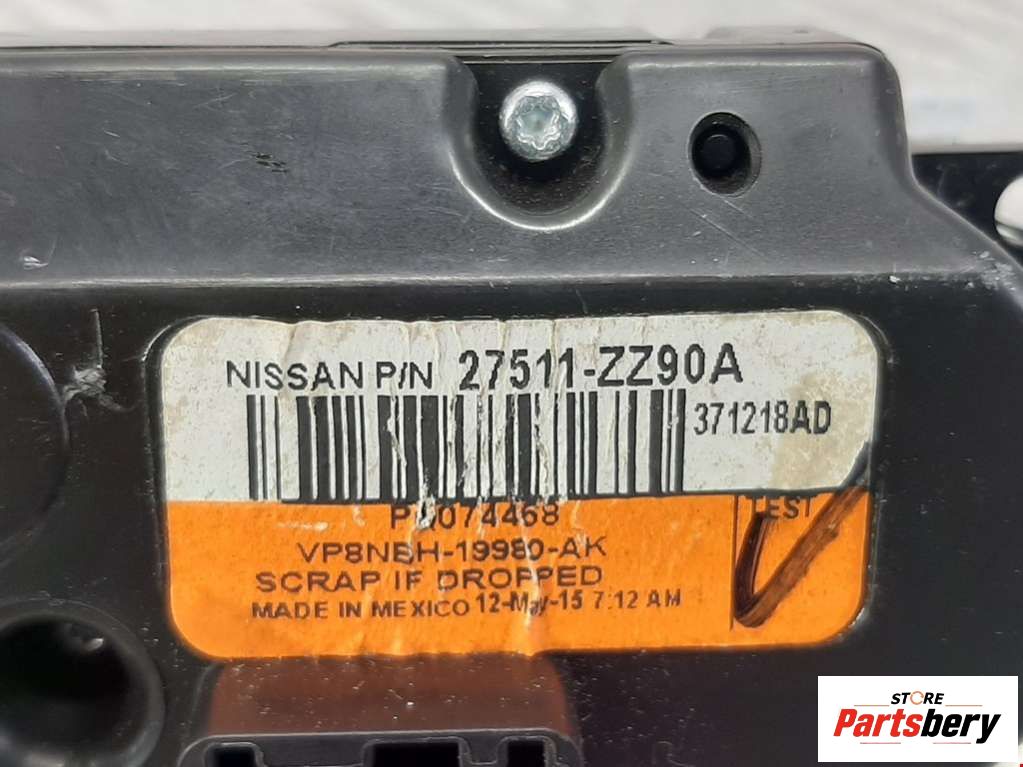 NISSAN P/N 27511-ZZ90A
371218AD
TEST
VP8NBH-19980-AK
SCRAP IF DROPPED
MADE IN MEXICO 12-May-15 7:12 AM
STORE
Partsbery